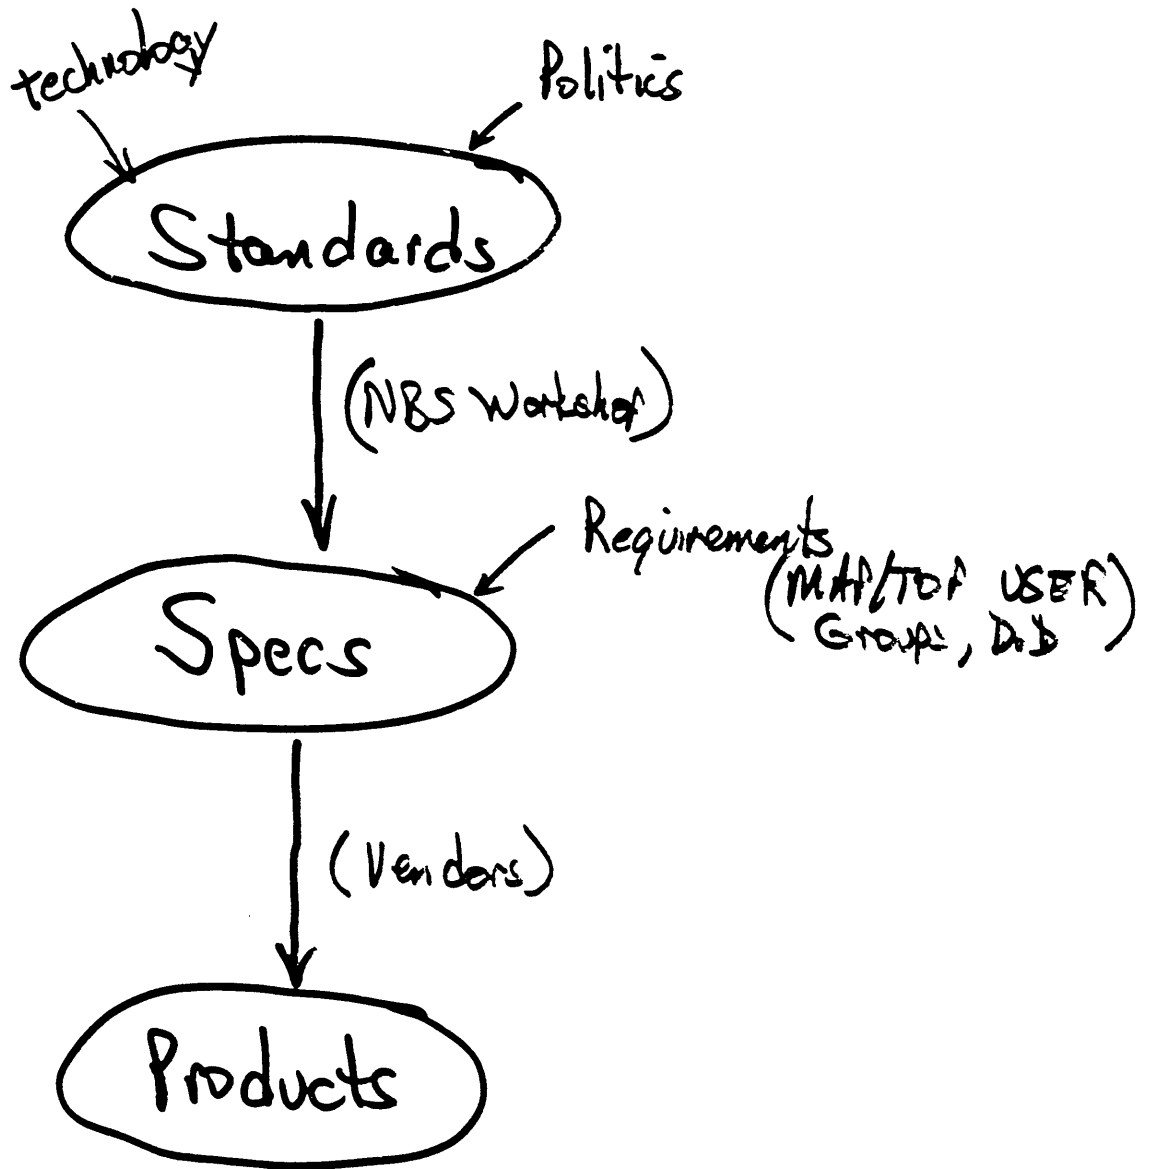 technology
Politics
Standards
(NBS Workshop)
Requirements
(MAP/TOP USER
Groups, DoD)
Specs
(Vendors)
Products